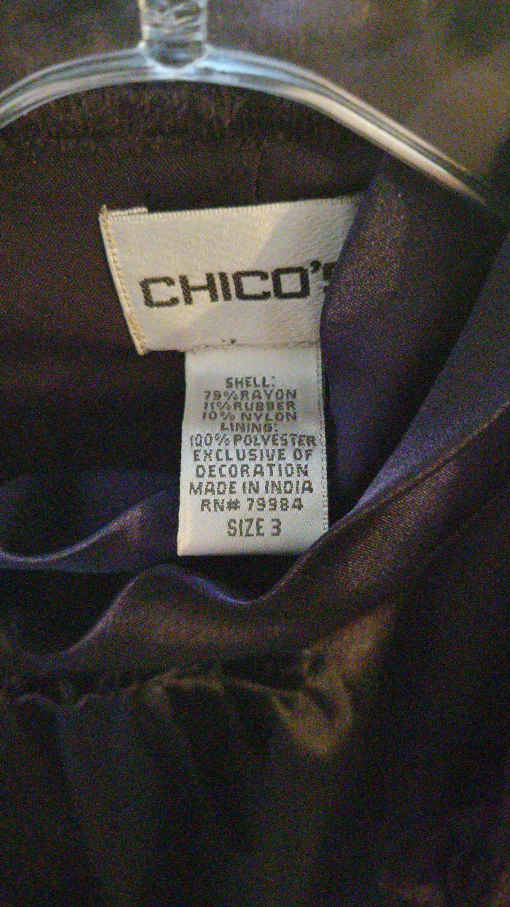 CHICO'S
SHELL:
79% RAYON
11% RUBBER
10% NYLON
LINING:
100% POLYESTER
EXCLUSIVE OF
DECORATION
MADE IN INDIA
RN# 79984
SIZE 3